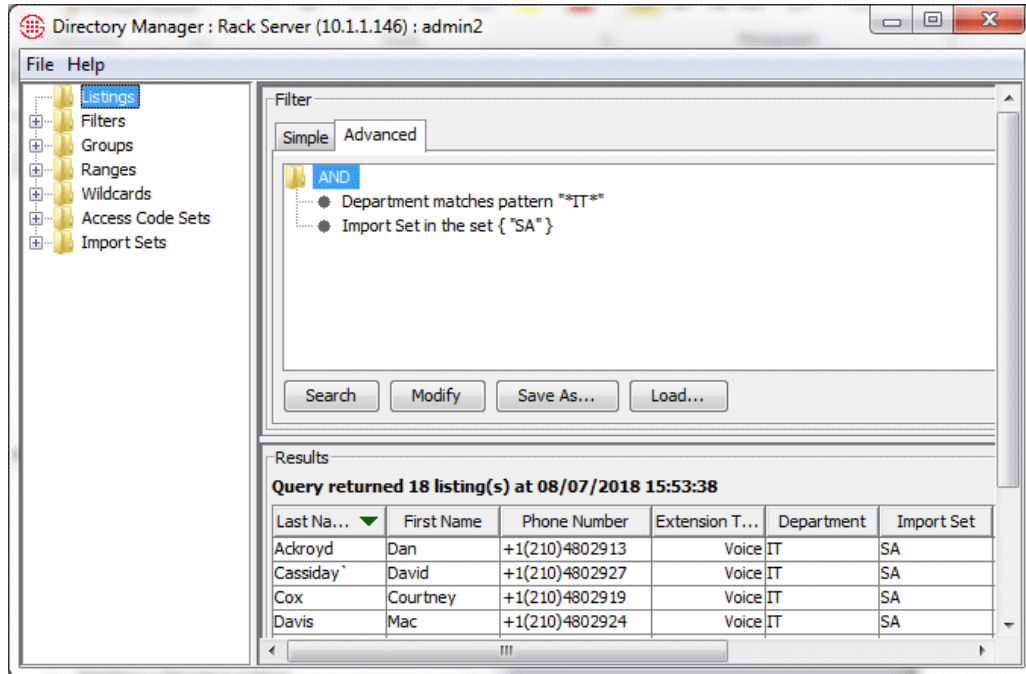 Directory Manager : Rack Server (10.1.1.146) : admin2
File Help
Listings
Filters
Groups
Ranges
Wildcards
Access Code Sets
Import Sets
Filter
Simple Advanced
AND
Department matches pattern "*IT*"
Import Set in the set { "SA" }
Search Modify Save As... Load...
Results
Query returned 18 listing(s) at 08/07/2018 15:53:38
Last Na... First Name Phone Number Extension T... Department Import Set
Ackroyd Dan +1(210)4802913 Voice IT SA
Cassiday` David +1(210)4802927 Voice IT SA
Cox Courtney +1(210)4802919 Voice IT SA
Davis Mac +1(210)4802924 Voice IT SA